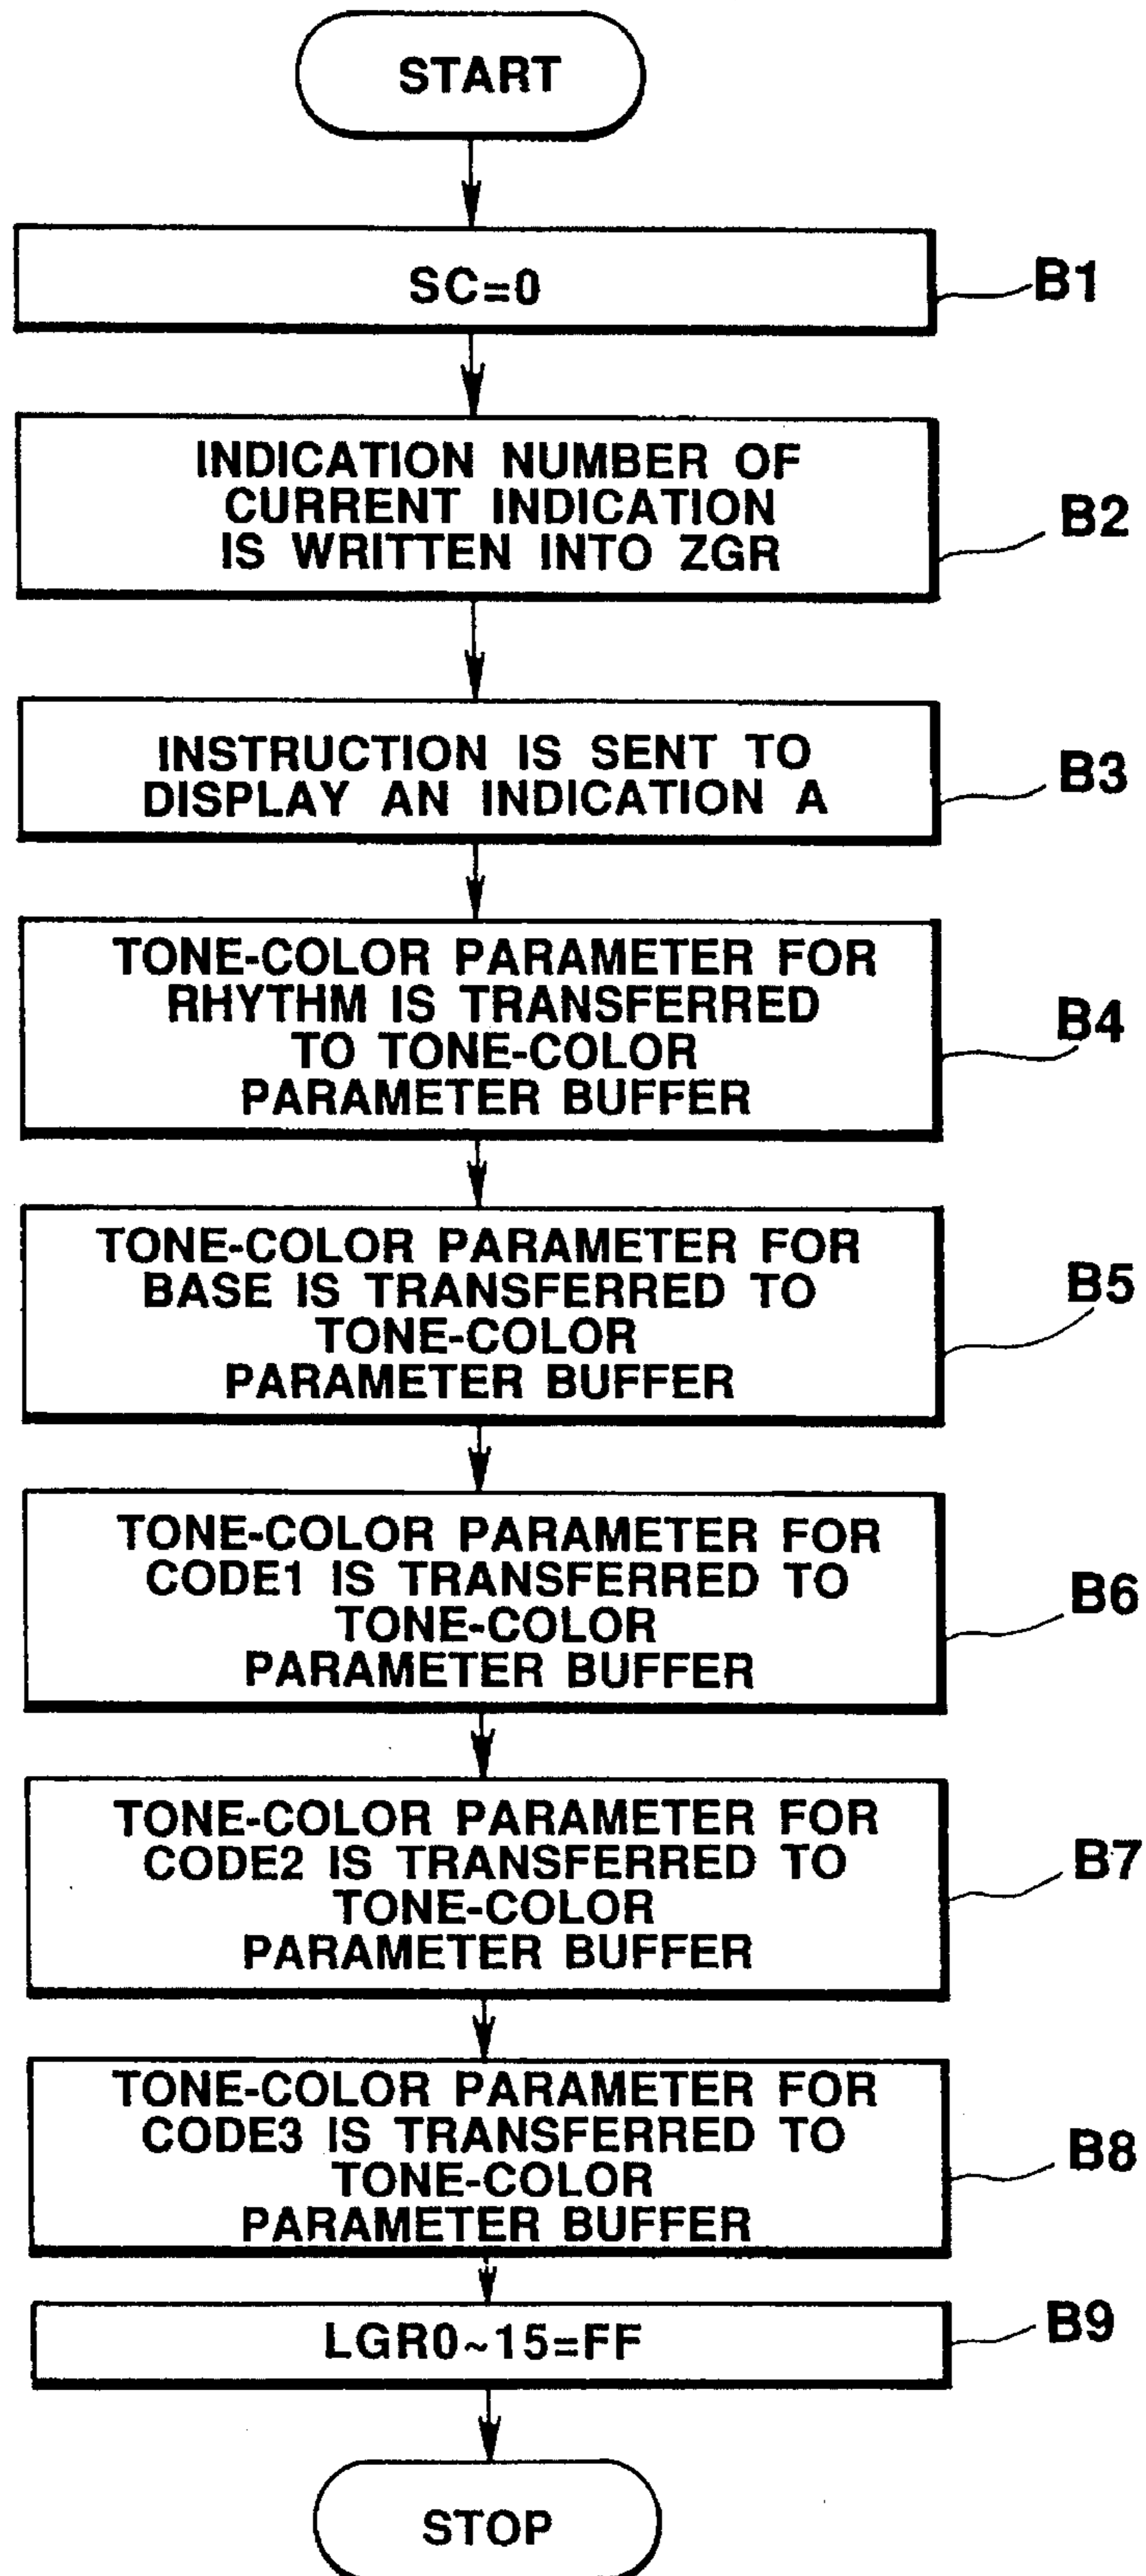 START
SC=0
B1
INDICATION NUMBER OF
CURRENT INDICATION
IS WRITTEN INTO ZGR
B2
INSTRUCTION IS SENT TO
DISPLAY AN INDICATION A
B3
TONE-COLOR PARAMETER FOR
RHYTHM IS TRANSFERRED
TO TONE-COLOR
PARAMETER BUFFER
B4
TONE-COLOR PARAMETER FOR
BASE IS TRANSFERRED TO
TONE-COLOR
PARAMETER BUFFER
B5
TONE-COLOR PARAMETER FOR
CODE1 IS TRANSFERRED TO
TONE-COLOR
PARAMETER BUFFER
B6
TONE-COLOR PARAMETER FOR
CODE2 IS TRANSFERRED TO
TONE-COLOR
PARAMETER BUFFER
B7
TONE-COLOR PARAMETER FOR
CODE3 IS TRANSFERRED TO
TONE-COLOR
PARAMETER BUFFER
B8
LGR0~15=FF
B9
STOP